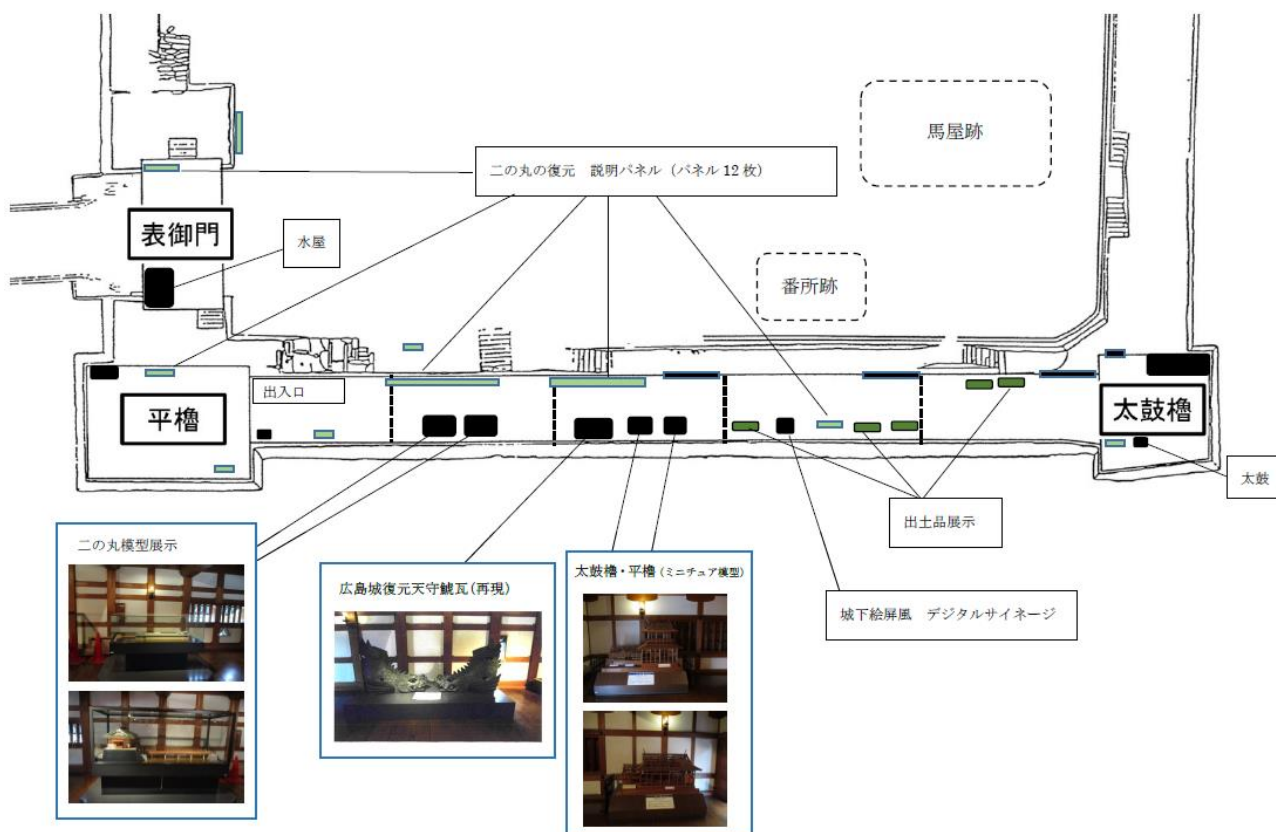 馬屋跡
二の丸の復元 説明パネル (パネル12枚)
表御門
水屋
番所跡
出入口
平櫓
太鼓櫓
太鼓
出土品展示
二の丸模型展示
広島城復元天守鯱瓦(再現)
太鼓櫓・平櫓 (ミニチュア模型)
城下絵屏風 デジタルサイネージ